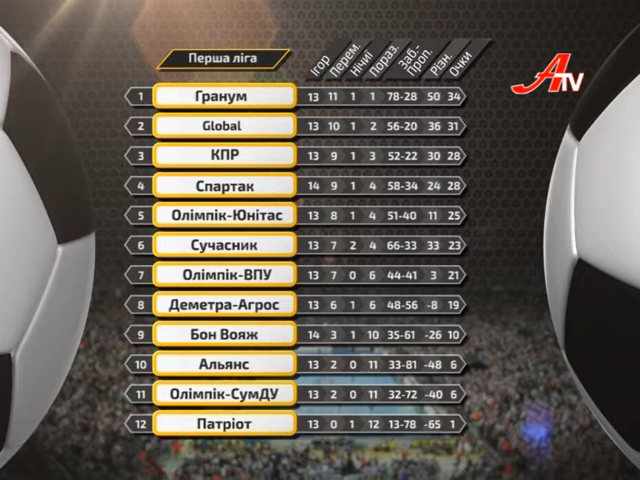 Перша ліга
Ігор Перем. Нічиї Пораз. Заб.-Проп. Різн. Очки
АTV
1 Гранум 13 11 1 1 78-28 50 34
2 Global 13 10 1 2 56-20 36 31
3 КПР 13 9 1 3 52-22 30 28
4 Спартак 14 9 1 4 58-34 24 28
5 Олімпік-Юнітас 13 8 1 4 51-40 11 25
6 Сучасник 13 7 2 4 66-33 33 23
7 Олімпік-ВПУ 13 7 0 6 44-41 3 21
8 Деметра-Агрос 13 6 1 6 48-56 -8 19
9 Бон Вояж 14 3 1 10 35-61 -26 10
10 Альянс 13 2 0 11 33-81 -48 6
11 Олімпік-СумДУ 13 2 0 11 32-72 -40 6
12 Патріот 13 0 1 12 13-78 -65 1